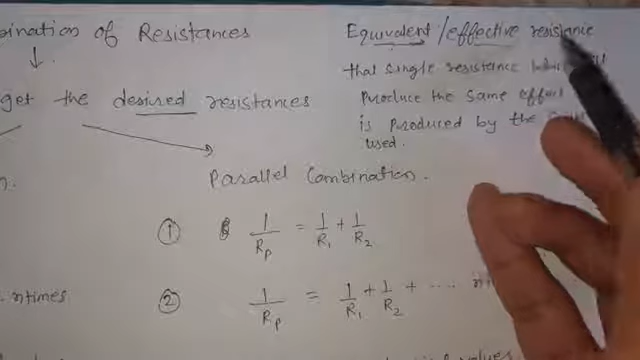 bination of Resistances
get the desired resistances
Equivalent / effective resistance
that single resistance
Produce the same effect
is produced by the
used.
Parallel Combination.
① 1/Rp = 1/R1 + 1/R2
n times
② 1/Rp = 1/R1 + 1/R2 + ....
values